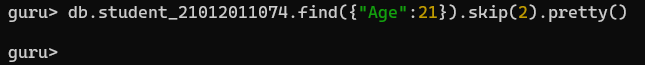 guru> db.student_21012011074.find({"Age":21}).skip(2).pretty()
guru>